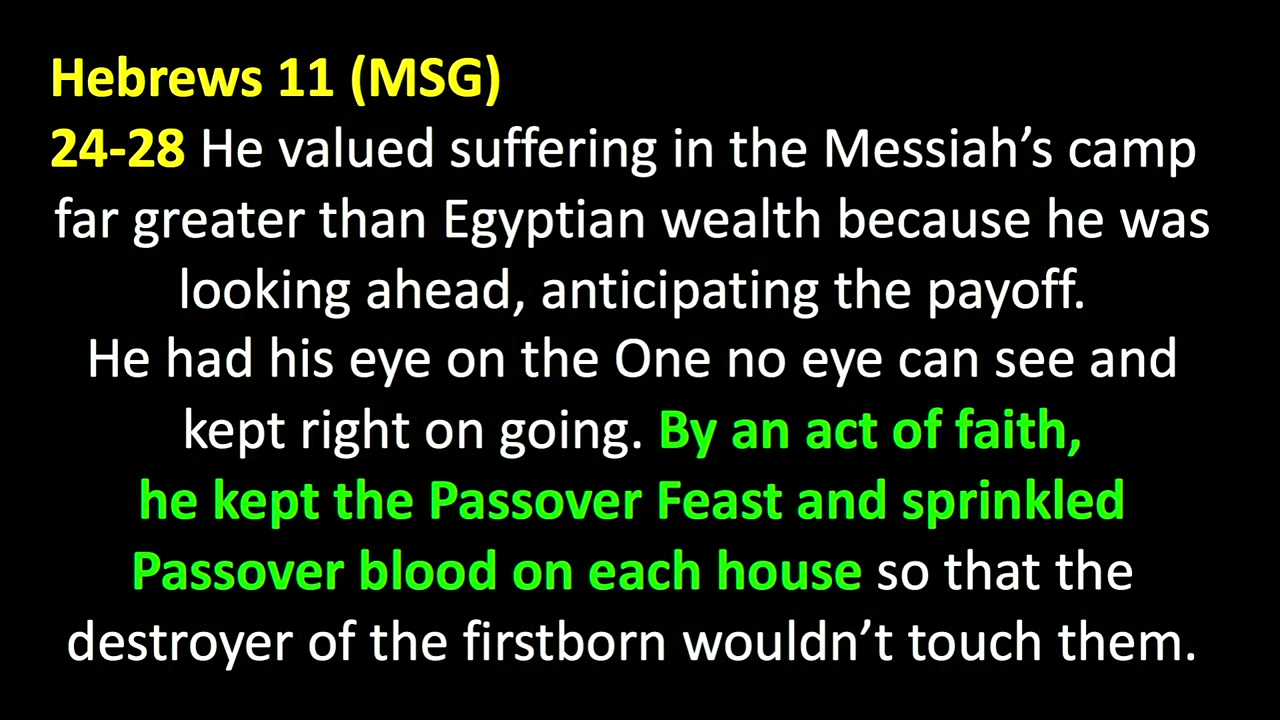 Hebrews 11 (MSG)
24-28 He valued suffering in the Messiah’s camp
far greater than Egyptian wealth because he was
looking ahead, anticipating the payoff.
He had his eye on the One no eye can see and
kept right on going. By an act of faith,
he kept the Passover Feast and sprinkled
Passover blood on each house so that the
destroyer of the firstborn wouldn’t touch them.